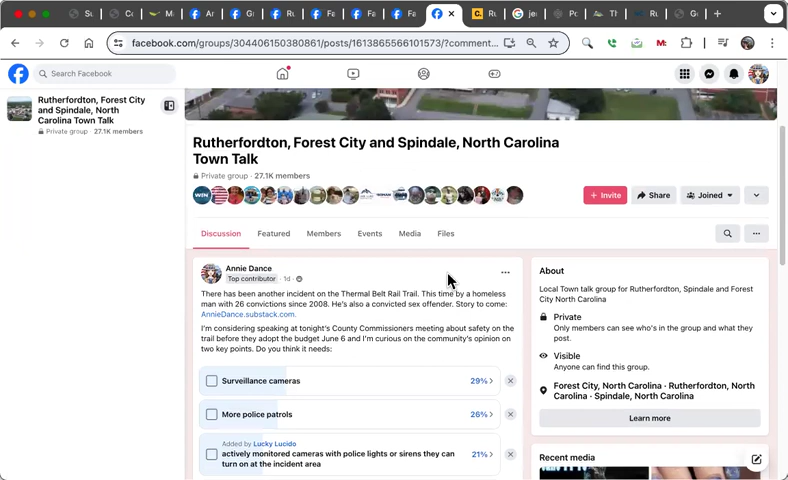 facebook.com/groups/304406150380861/posts/1613865566101573/?comment...
Search Facebook
Rutherfordton, Forest City
and Spindale, North
Carolina Town Talk
Private group · 27.1K members
Rutherfordton, Forest City and Spindale, North Carolina
Town Talk
Private group · 27.1K members
+ Invite
Share
Joined
Discussion
Featured
Members
Events
Media
Files
Annie Dance
Top contributor · 1d
There has been another incident on the Thermal Belt Rail Trail. This time by a homeless
man with 26 convictions since 2008. He's also a convicted sex offender. Story to come:
AnnieDance.substack.com.
I'm considering speaking at tonight's County Commissioners meeting about safety on the
trail before they adopt the budget June 6 and I'm curious on the community's opinion on
two key points. Do you think it needs:
Surveillance cameras
29%
More police patrols
26%
Added by Lucky Lucido
actively monitored cameras with police lights or sirens they can
turn on at the incident area
21%
About
Local Town talk group for Rutherfordton, Spindale and Forest
City North Carolina
Private
Only members can see who's in the group and what they
post.
Visible
Anyone can find this group.
Forest City, North Carolina · Rutherfordton, North
Carolina · Spindale, North Carolina
Learn more
Recent media